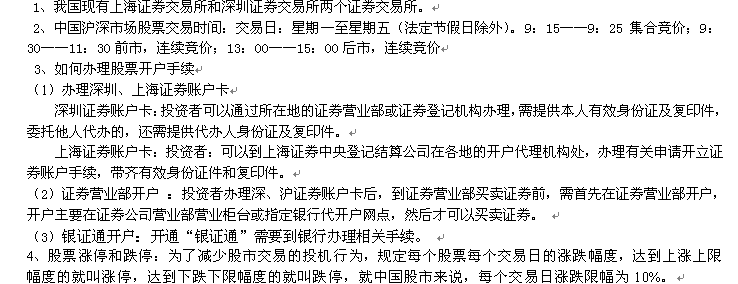 1、我国现有上海证券交易所和深圳证券交易所两个证券交易所。
2、中国沪深市场股票交易时间：交易日：星期一至星期五（法定节假日除外）。9：15——9：25 集合竞价；9：
30——11：30 前市，连续竞价；13：00——15：00 后市，连续竞价
3、如何办理股票开户手续
（1）办理深圳、上海证券账户卡
深圳证券账户卡：投资者可以通过所在地的证券营业部或证券登记机构办理，需提供本人有效身份证及复印件，
委托他人代办的，还需提供代办人身份证及复印件。
上海证券账户卡：投资者：可以到上海证券中央登记结算公司在各地的开户代理机构处，办理有关申请开立证
券账户手续，带齐有效身份证件和复印件。
（2）证券营业部开户 ：投资者办理深、沪证券账户卡后，到证券营业部买卖证券前，需首先在证券营业部开户，
开户主要在证券公司营业部营业柜台或指定银行代开户网点，然后才可以买卖证券。
（3）银证通开户：开通“银证通”需要到银行办理相关手续。
4、股票涨停和跌停：为了减少股市交易的投机行为，规定每个股票每个交易日的涨跌幅度，达到上涨上限
幅度的就叫涨停，达到下跌下限幅度的就叫跌停，就中国股市来说，每个交易日涨跌限幅为 10%。